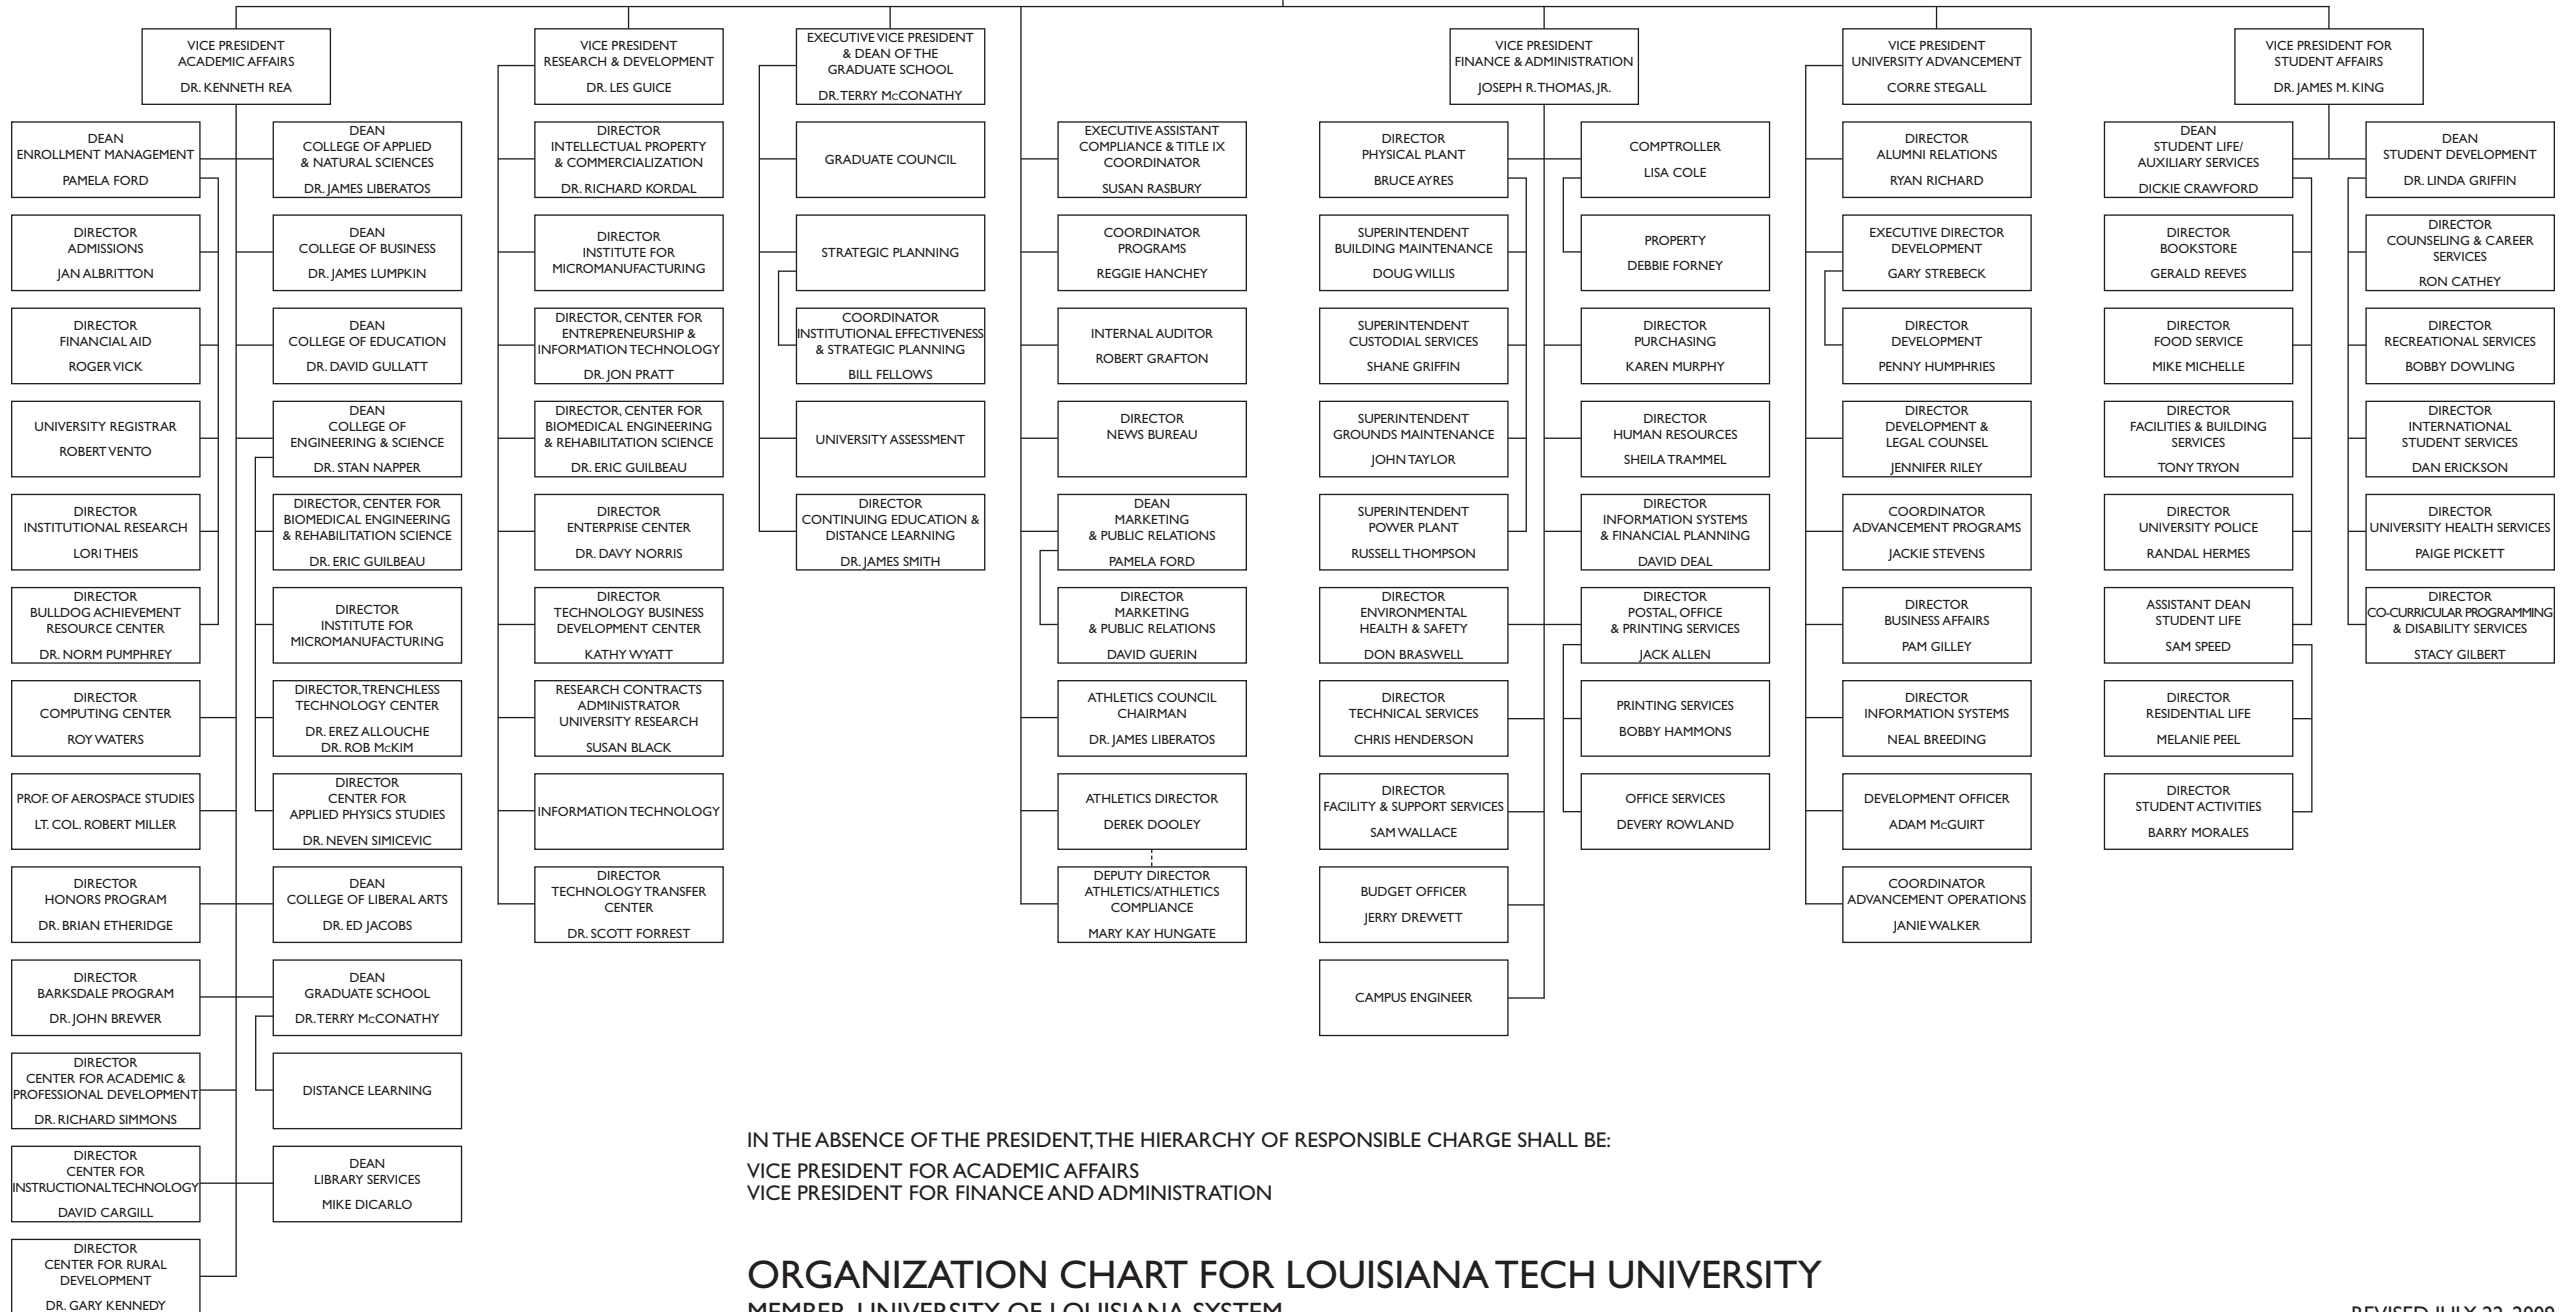 VICE PRESIDENT
ACADEMIC AFFAIRS
DR. KENNETH REA
DEAN
ENROLLMENT MANAGEMENT
PAMELA FORD
DIRECTOR
ADMISSIONS
JAN ALBRITTON
DIRECTOR
FINANCIAL AID
ROGER VICK
UNIVERSITY REGISTRAR
ROBERT VENTO
DIRECTOR
INSTITUTIONAL RESEARCH
LORI THEIS
DIRECTOR
BULLDOG ACHIEVEMENT
RESOURCE CENTER
DR. NORM PUMPHREY
DIRECTOR
COMPUTING CENTER
ROY WATERS
PROF. OF AEROSPACE STUDIES
LT. COL. ROBERT MILLER
DIRECTOR
HONORS PROGRAM
DR. BRIAN ETHERIDGE
DIRECTOR
BARKSDALE PROGRAM
DR. JOHN BREWER
DIRECTOR
CENTER FOR ACADEMIC &
PROFESSIONAL DEVELOPMENT
DR. RICHARD SIMMONS
DIRECTOR
CENTER FOR
INSTRUCTIONAL TECHNOLOGY
DAVID CARGILL
DIRECTOR
CENTER FOR RURAL
DEVELOPMENT
DR. GARY KENNEDY
DEAN
COLLEGE OF APPLIED
& NATURAL SCIENCES
DR. JAMES LIBERATOS
DEAN
COLLEGE OF BUSINESS
DR. JAMES LUMPKIN
DEAN
COLLEGE OF EDUCATION
DR. DAVID GULLATT
DEAN
COLLEGE OF
ENGINEERING & SCIENCE
DR. STAN NAPPER
DIRECTOR, CENTER FOR
BIOMEDICAL ENGINEERING
& REHABILITATION SCIENCE
DR. ERIC GUILBEAU
DIRECTOR
INSTITUTE FOR
MICROMANUFACTURING
DIRECTOR, TRENCHLESS
TECHNOLOGY CENTER
DR. EREZ ALLOUCHE
DR. ROB McKIM
DIRECTOR
CENTER FOR
APPLIED PHYSICS STUDIES
DR. NEVEN SIMICEVIC
DEAN
COLLEGE OF LIBERAL ARTS
DR. ED JACOBS
DEAN
GRADUATE SCHOOL
DR. TERRY McCONATHY
DISTANCE LEARNING
DEAN
LIBRARY SERVICES
MIKE DICARLO
VICE PRESIDENT
RESEARCH & DEVELOPMENT
DR. LES GUICE
DIRECTOR
INTELLECTUAL PROPERTY
& COMMERCIALIZATION
DR. RICHARD KORDAL
DIRECTOR
INSTITUTE FOR
MICROMANUFACTURING
DIRECTOR, CENTER FOR
ENTREPRENEURSHIP &
INFORMATION TECHNOLOGY
DR. JON PRATT
DIRECTOR, CENTER FOR
BIOMEDICAL ENGINEERING
& REHABILITATION SCIENCE
DR. ERIC GUILBEAU
DIRECTOR
ENTERPRISE CENTER
DR. DAVY NORRIS
DIRECTOR
TECHNOLOGY BUSINESS
DEVELOPMENT CENTER
KATHY WYATT
RESEARCH CONTRACTS
ADMINISTRATOR
UNIVERSITY RESEARCH
SUSAN BLACK
INFORMATION TECHNOLOGY
DIRECTOR
TECHNOLOGY TRANSFER
CENTER
DR. SCOTT FORREST
EXECUTIVE VICE PRESIDENT
& DEAN OF THE
GRADUATE SCHOOL
DR. TERRY McCONATHY
GRADUATE COUNCIL
STRATEGIC PLANNING
COORDINATOR
INSTITUTIONAL EFFECTIVENESS
& STRATEGIC PLANNING
BILL FELLOWS
UNIVERSITY ASSESSMENT
DIRECTOR
CONTINUING EDUCATION &
DISTANCE LEARNING
DR. JAMES SMITH
EXECUTIVE ASSISTANT
COMPLIANCE & TITLE IX
COORDINATOR
SUSAN RASBURY
COORDINATOR
PROGRAMS
REGGIE HANCHEY
INTERNAL AUDITOR
ROBERT GRAFTON
DIRECTOR
NEWS BUREAU
DEAN
MARKETING
& PUBLIC RELATIONS
PAMELA FORD
DIRECTOR
MARKETING
& PUBLIC RELATIONS
DAVID GUERIN
ATHLETICS COUNCIL
CHAIRMAN
DR. JAMES LIBERATOS
ATHLETICS DIRECTOR
DEREK DOOLEY
DEPUTY DIRECTOR
ATHLETICS/ATHLETICS
COMPLIANCE
MARY KAY HUNGATE
VICE PRESIDENT
FINANCE & ADMINISTRATION
JOSEPH R. THOMAS, JR.
DIRECTOR
PHYSICAL PLANT
BRUCE AYRES
SUPERINTENDENT
BUILDING MAINTENANCE
DOUG WILLIS
SUPERINTENDENT
CUSTODIAL SERVICES
SHANE GRIFFIN
SUPERINTENDENT
GROUNDS MAINTENANCE
JOHN TAYLOR
SUPERINTENDENT
POWER PLANT
RUSSELL THOMPSON
DIRECTOR
ENVIRONMENTAL
HEALTH & SAFETY
DON BRASWELL
DIRECTOR
TECHNICAL SERVICES
CHRIS HENDERSON
DIRECTOR
FACILITY & SUPPORT SERVICES
SAM WALLACE
BUDGET OFFICER
JERRY DREWETT
CAMPUS ENGINEER
COMPTROLLER
LISA COLE
PROPERTY
DEBBIE FORNEY
DIRECTOR
PURCHASING
KAREN MURPHY
DIRECTOR
HUMAN RESOURCES
SHEILA TRAMMEL
DIRECTOR
INFORMATION SYSTEMS
& FINANCIAL PLANNING
DAVID DEAL
DIRECTOR
POSTAL, OFFICE
& PRINTING SERVICES
JACK ALLEN
PRINTING SERVICES
BOBBY HAMMONS
OFFICE SERVICES
DEVERY ROWLAND
VICE PRESIDENT
UNIVERSITY ADVANCEMENT
CORRE STEGALL
DIRECTOR
ALUMNI RELATIONS
RYAN RICHARD
EXECUTIVE DIRECTOR
DEVELOPMENT
GARY STREBECK
DIRECTOR
DEVELOPMENT
PENNY HUMPHRIES
DIRECTOR
DEVELOPMENT &
LEGAL COUNSEL
JENNIFER RILEY
COORDINATOR
ADVANCEMENT PROGRAMS
JACKIE STEVENS
DIRECTOR
BUSINESS AFFAIRS
PAM GILLEY
DIRECTOR
INFORMATION SYSTEMS
NEAL BREEDING
DEVELOPMENT OFFICER
ADAM McGUIRT
COORDINATOR
ADVANCEMENT OPERATIONS
JANIE WALKER
VICE PRESIDENT FOR
STUDENT AFFAIRS
DR. JAMES M. KING
DEAN
STUDENT LIFE/
AUXILIARY SERVICES
DICKIE CRAWFORD
DIRECTOR
BOOKSTORE
GERALD REEVES
DIRECTOR
FOOD SERVICE
MIKE MICHELLE
DIRECTOR
FACILITIES & BUILDING
SERVICES
TONY TRYON
DIRECTOR
UNIVERSITY POLICE
RANDAL HERMES
ASSISTANT DEAN
STUDENT LIFE
SAM SPEED
DIRECTOR
RESIDENTIAL LIFE
MELANIE PEEL
DIRECTOR
STUDENT ACTIVITIES
BARRY MORALES
DEAN
STUDENT DEVELOPMENT
DR. LINDA GRIFFIN
DIRECTOR
COUNSELING & CAREER
SERVICES
RON CATHEY
DIRECTOR
RECREATIONAL SERVICES
BOBBY DOWLING
DIRECTOR
INTERNATIONAL
STUDENT SERVICES
DAN ERICKSON
DIRECTOR
UNIVERSITY HEALTH SERVICES
PAIGE PICKETT
DIRECTOR
CO-CURRICULAR PROGRAMMING
& DISABILITY SERVICES
STACY GILBERT
IN THE ABSENCE OF THE PRESIDENT, THE HIERARCHY OF RESPONSIBLE CHARGE SHALL BE:
VICE PRESIDENT FOR ACADEMIC AFFAIRS
VICE PRESIDENT FOR FINANCE AND ADMINISTRATION
ORGANIZATION CHART FOR LOUISIANA TECH UNIVERSITY
MEMBER, UNIVERSITY OF LOUISIANA SYSTEM
REVISED JULY 22, 2009